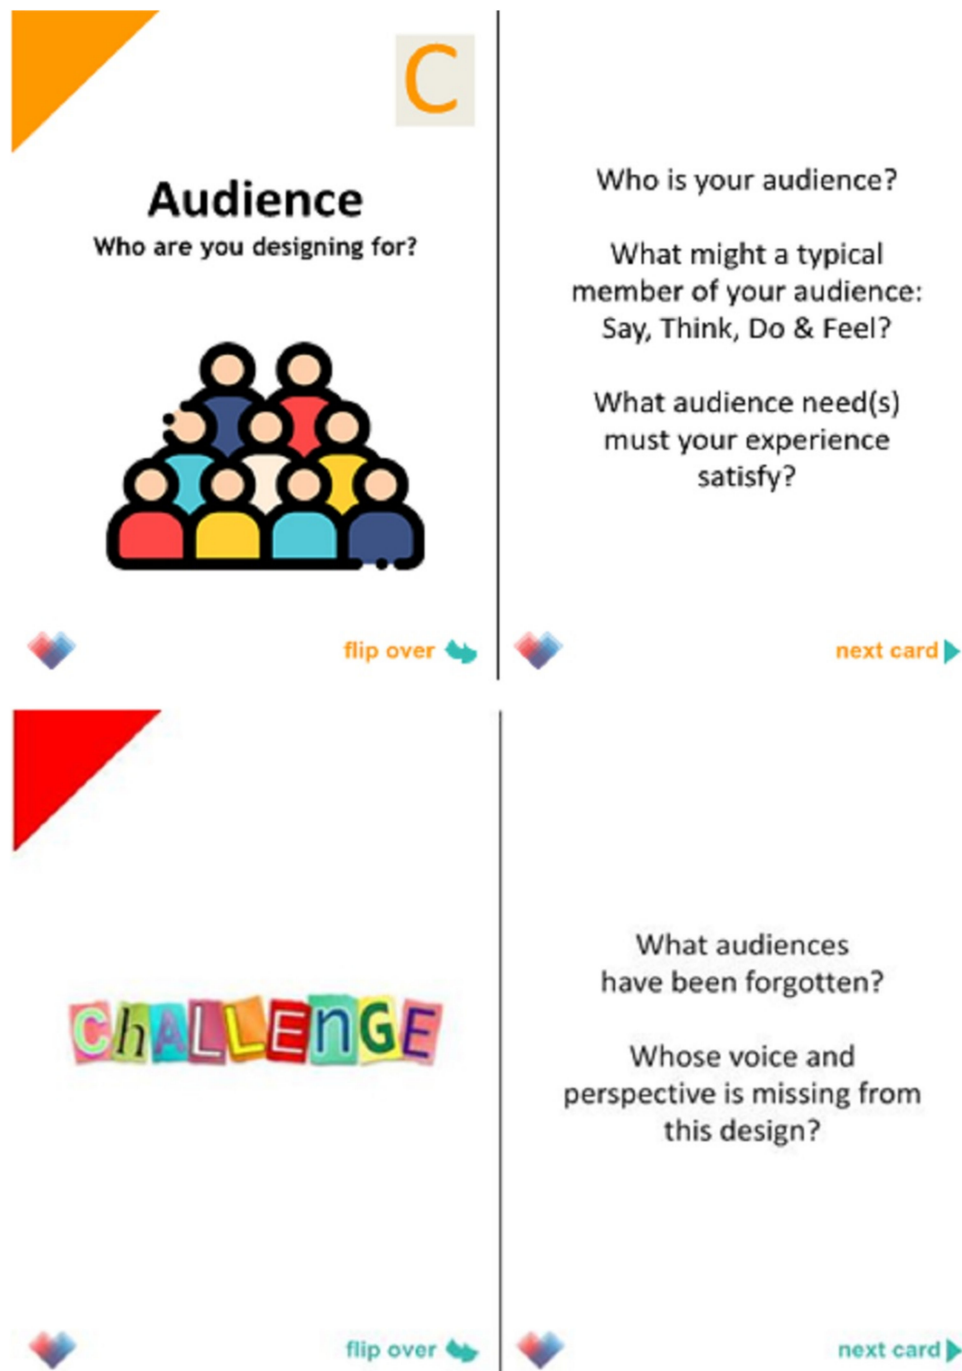 C
Audience
Who are you designing for?
flip over
Who is your audience?
What might a typical
member of your audience:
Say, Think, Do & Feel?
What audience need(s)
must your experience
satisfy?
next card
ChALLEnGE
flip over
What audiences
have been forgotten?
Whose voice and
perspective is missing from
this design?
next card